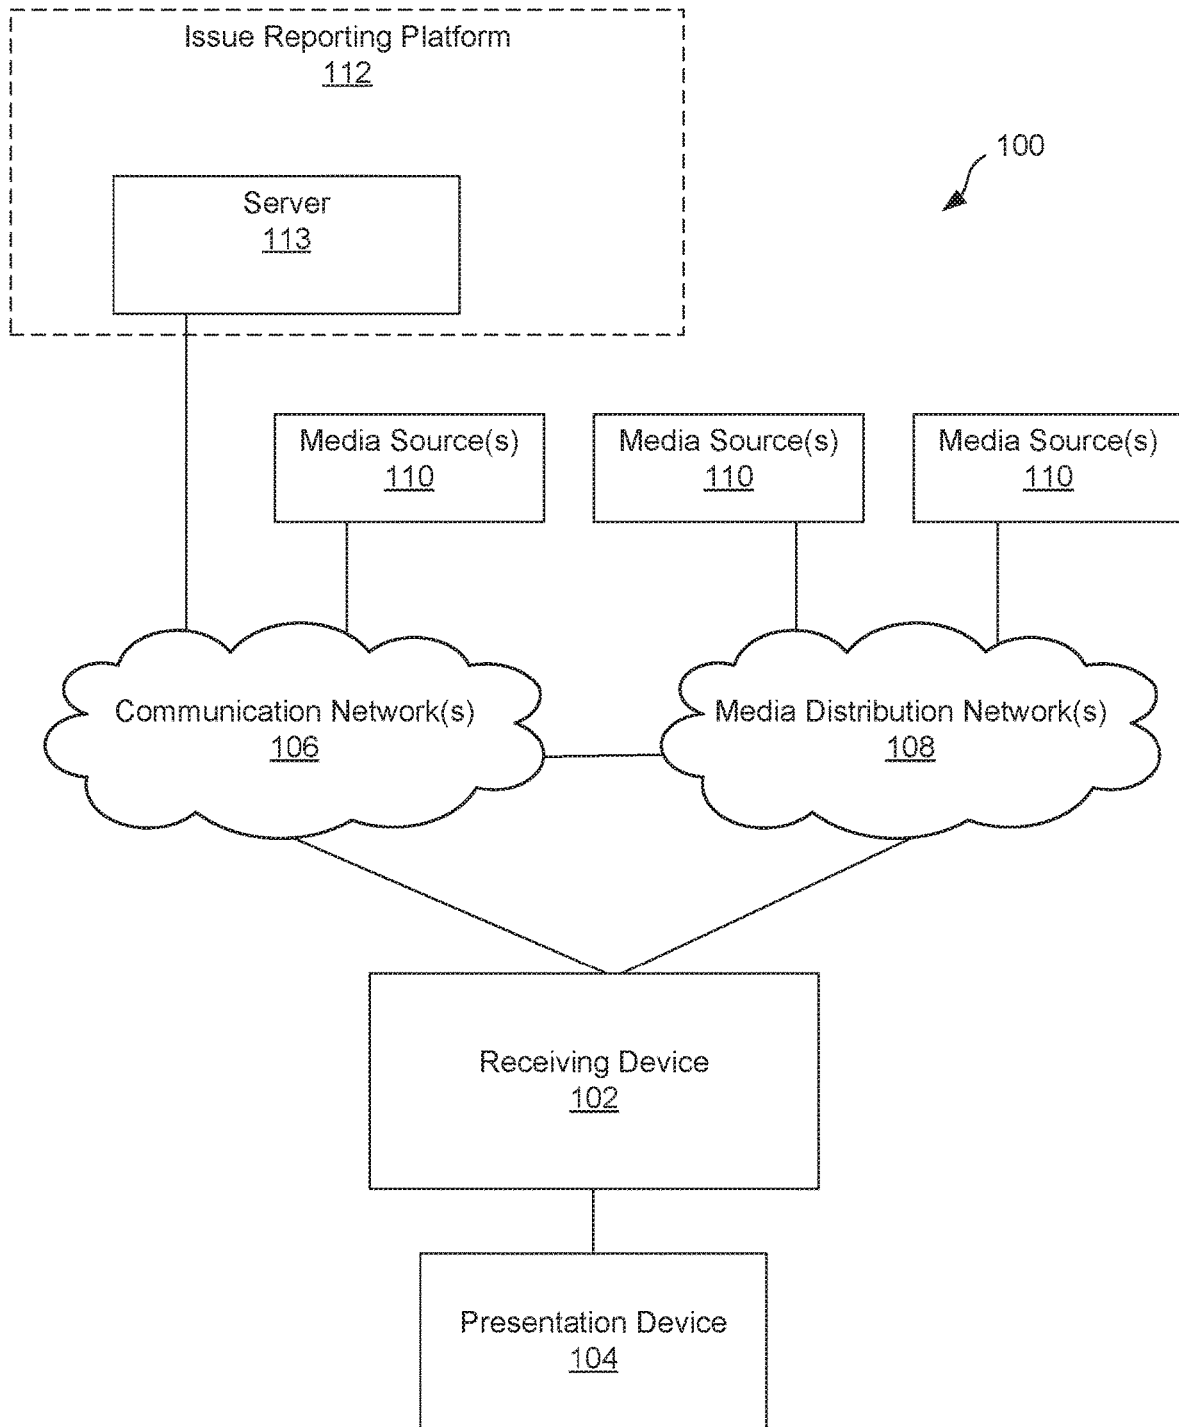 Issue Reporting Platform
112
100
Server
113
Media Source(s)
110
Media Source(s)
110
Media Source(s)
110
Communication Network(s)
106
Media Distribution Network(s)
108
Receiving Device
102
Presentation Device
104